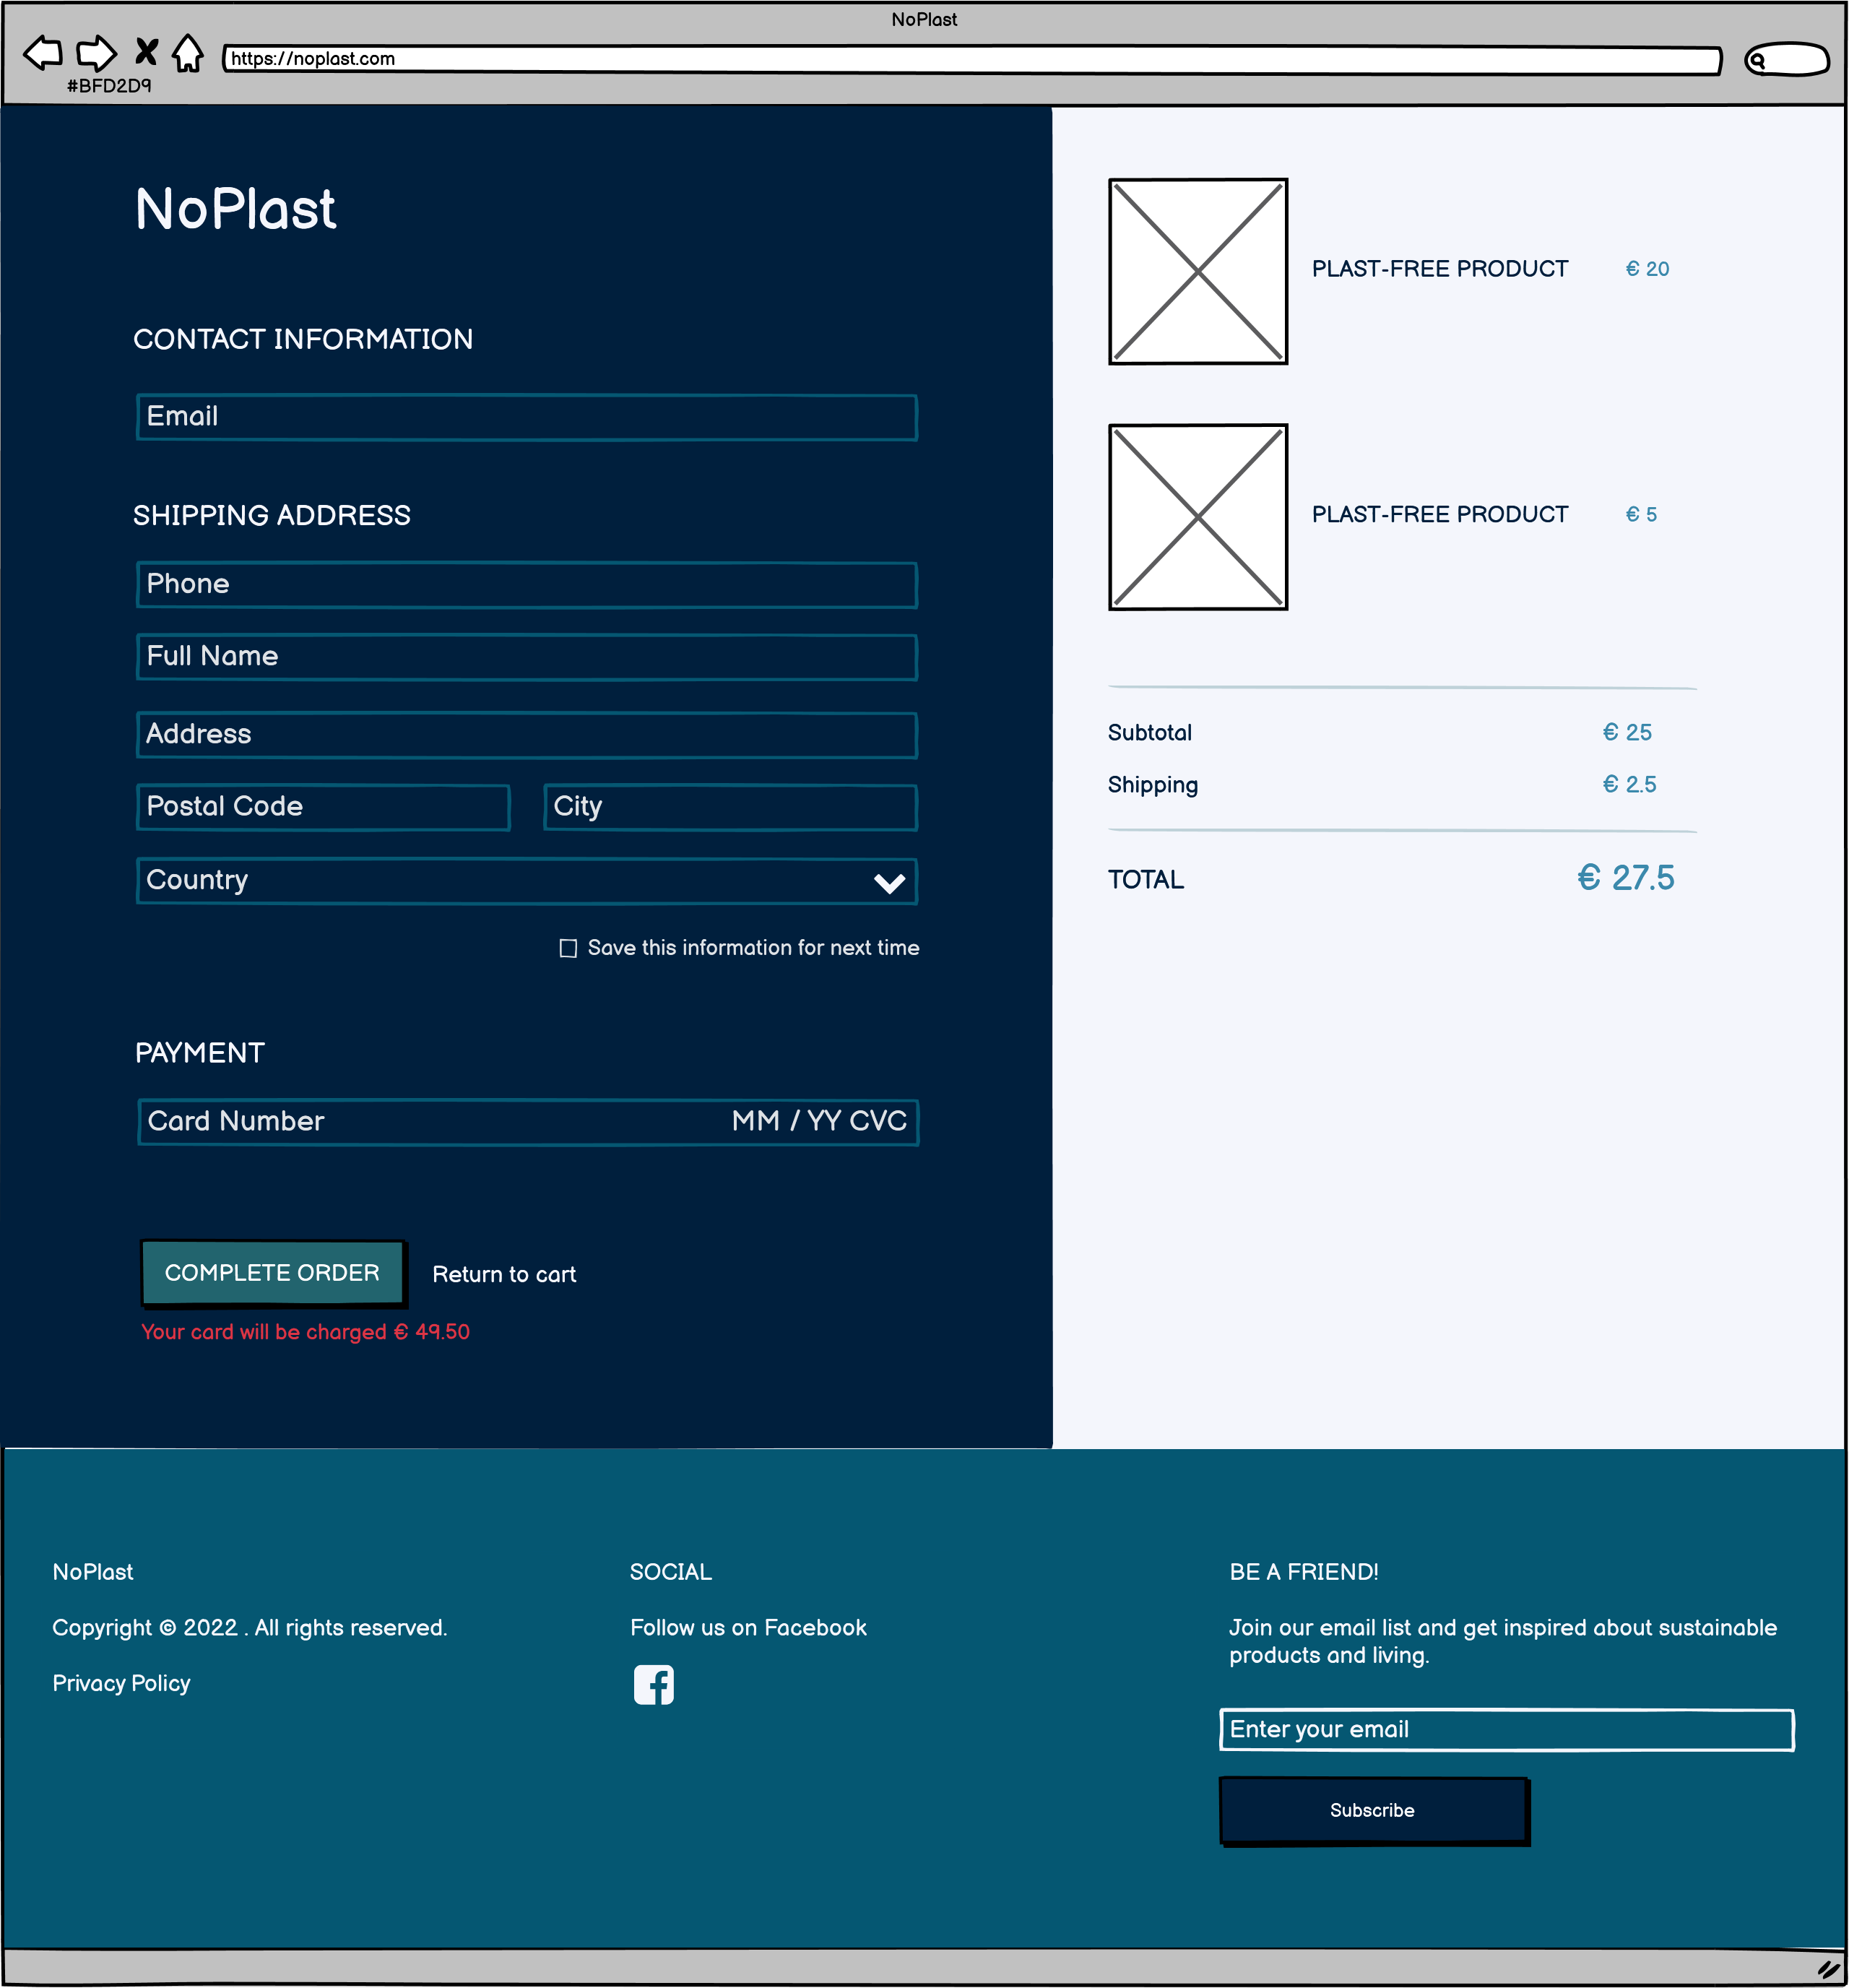 NoPlast
https://noplast.com
#BFD2D9
NoPlast
CONTACT INFORMATION
Email
SHIPPING ADDRESS
Phone
Full Name
Address
Postal Code
City
Country
Save this information for next time
PAYMENT
Card Number
MM / YY CVC
COMPLETE ORDER
Return to cart
Your card will be charged € 49.50
PLAST-FREE PRODUCT
€ 20
PLAST-FREE PRODUCT
€ 5
Subtotal
€ 25
Shipping
€ 2.5
TOTAL
€ 27.5
NoPlast
Copyright © 2022 . All rights reserved.
Privacy Policy
SOCIAL
Follow us on Facebook
BE A FRIEND!
Join our email list and get inspired about sustainable
products and living.
Enter your email
Subscribe